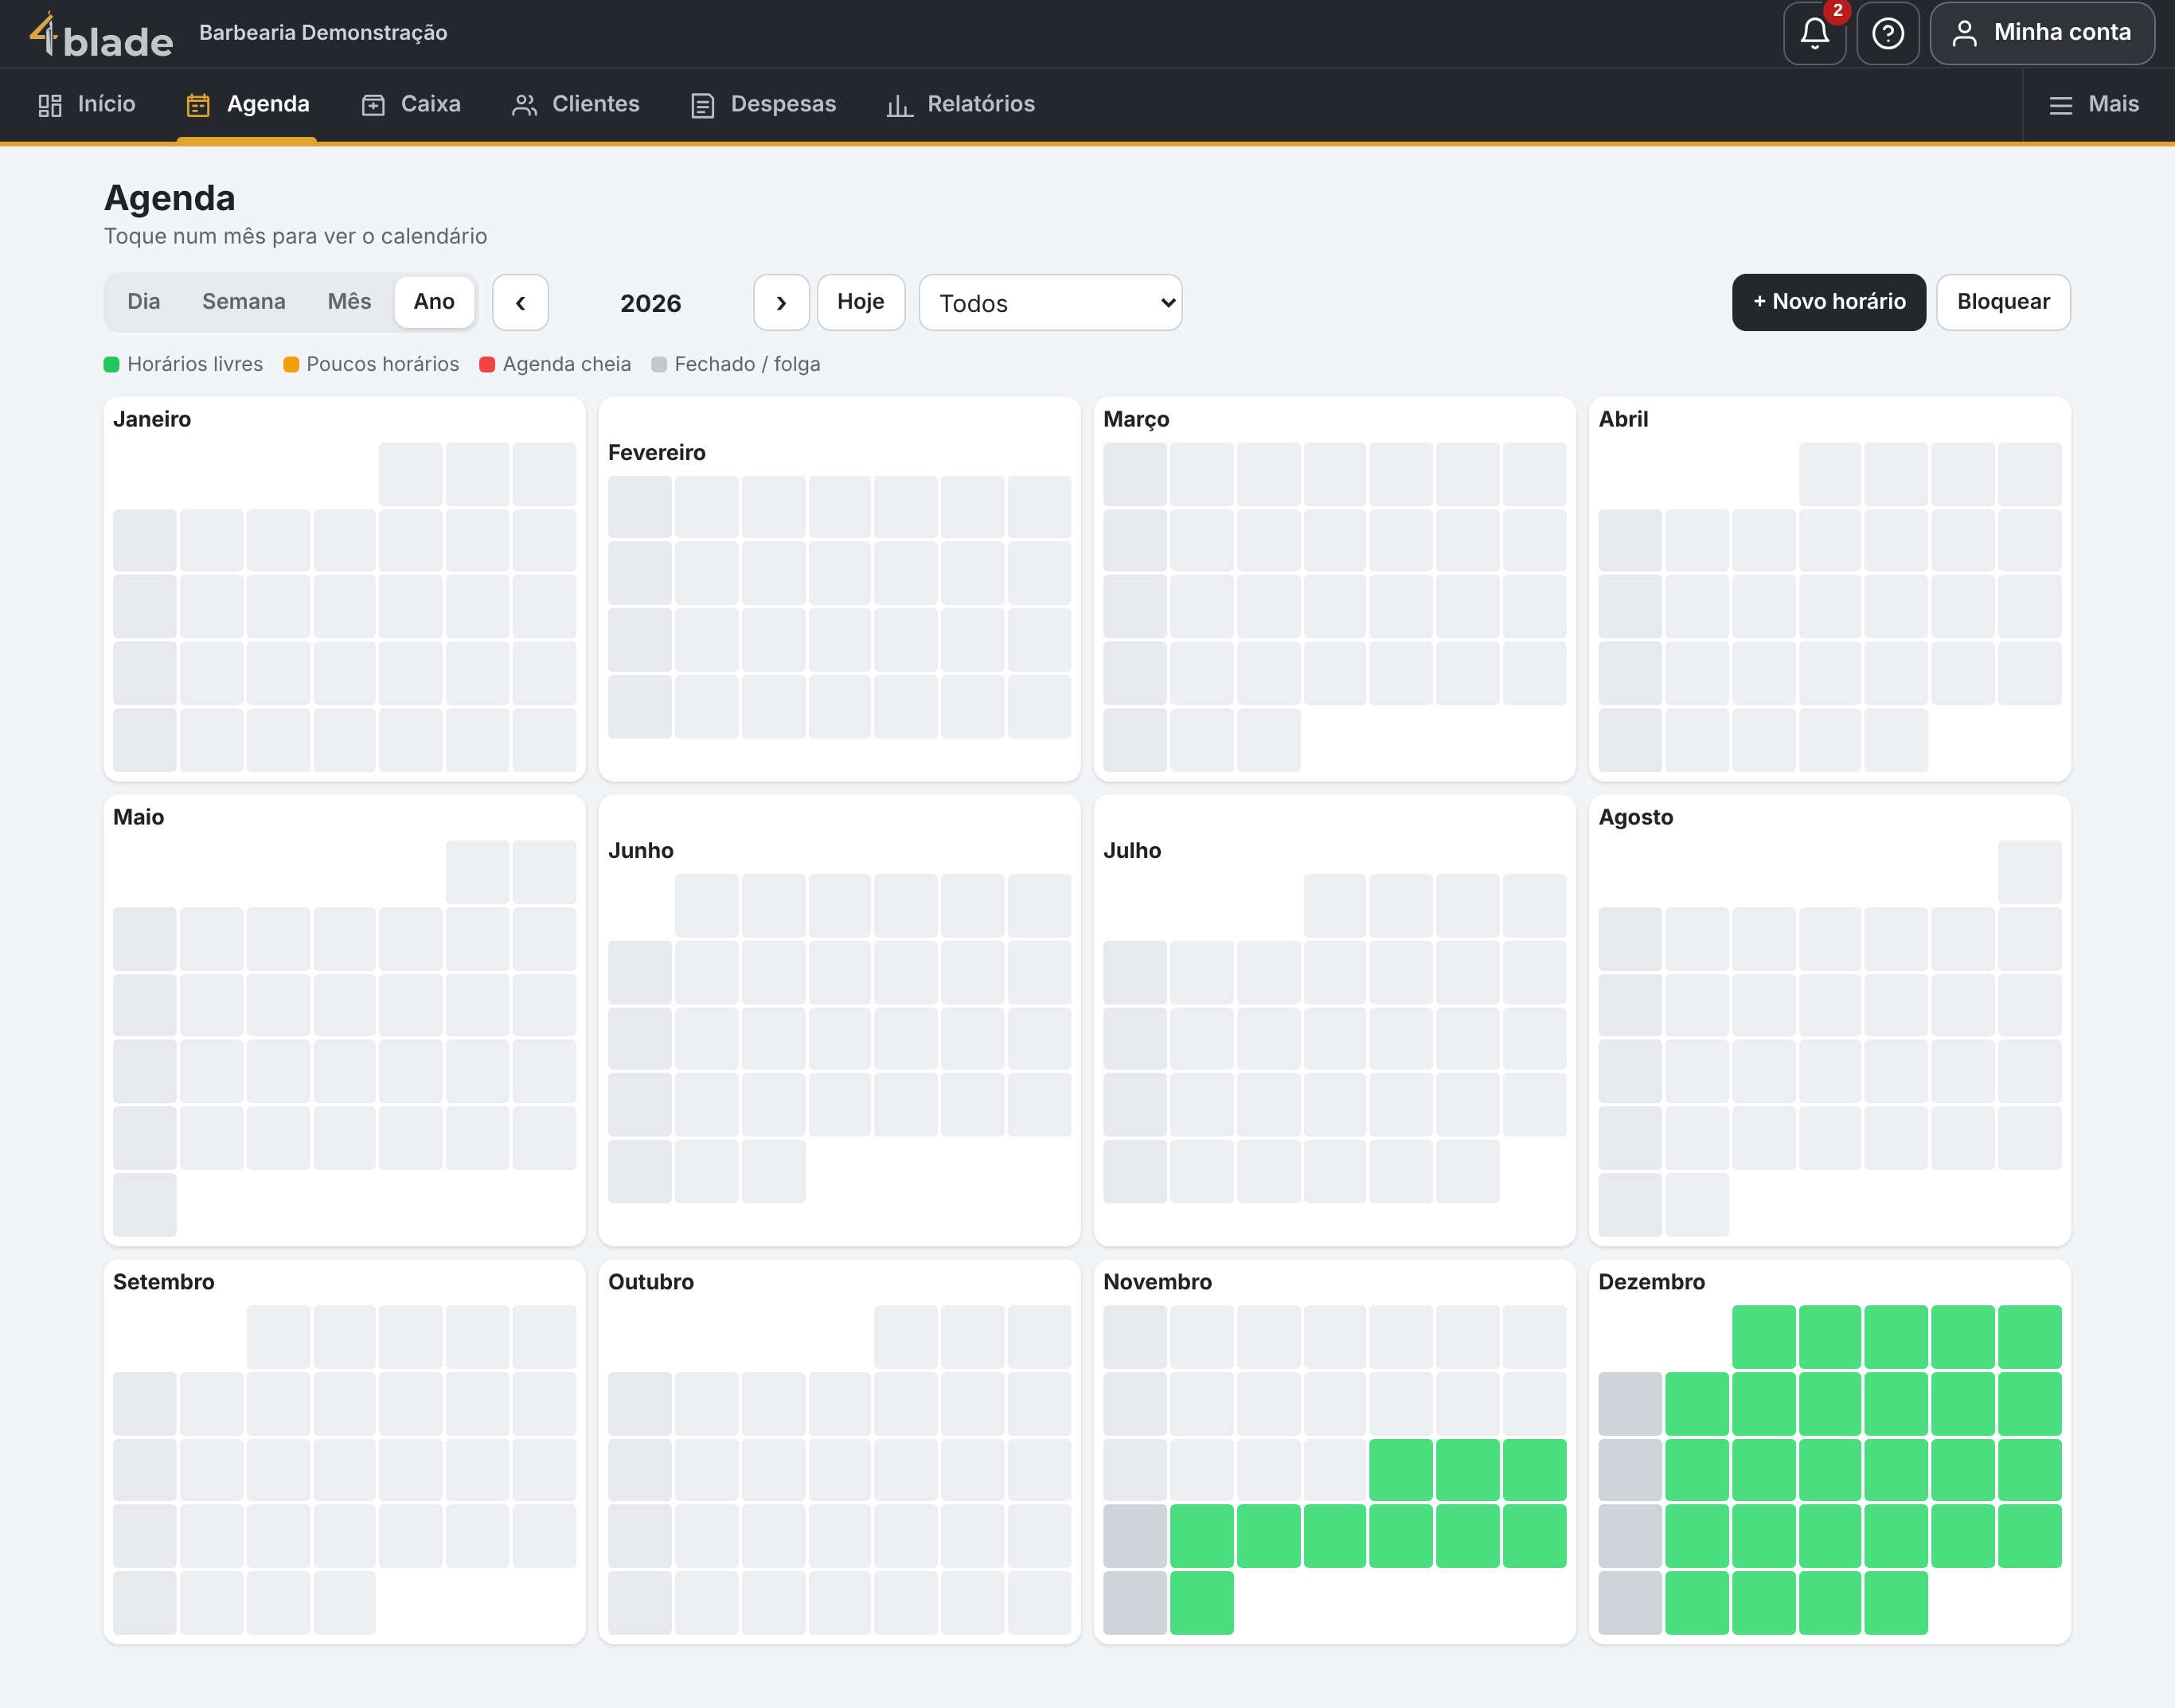 4blade
Barbearia Demonstração
2
Minha conta
Início
Agenda
Caixa
Clientes
Despesas
Relatórios
Mais
Agenda
Toque num mês para ver o calendário
Dia
Semana
Mês
Ano
‹
2026
›
Hoje
Todos
+ Novo horário
Bloquear
Horários livres
Poucos horários
Agenda cheia
Fechado / folga
Janeiro
Fevereiro
Março
Abril
Maio
Junho
Julho
Agosto
Setembro
Outubro
Novembro
Dezembro